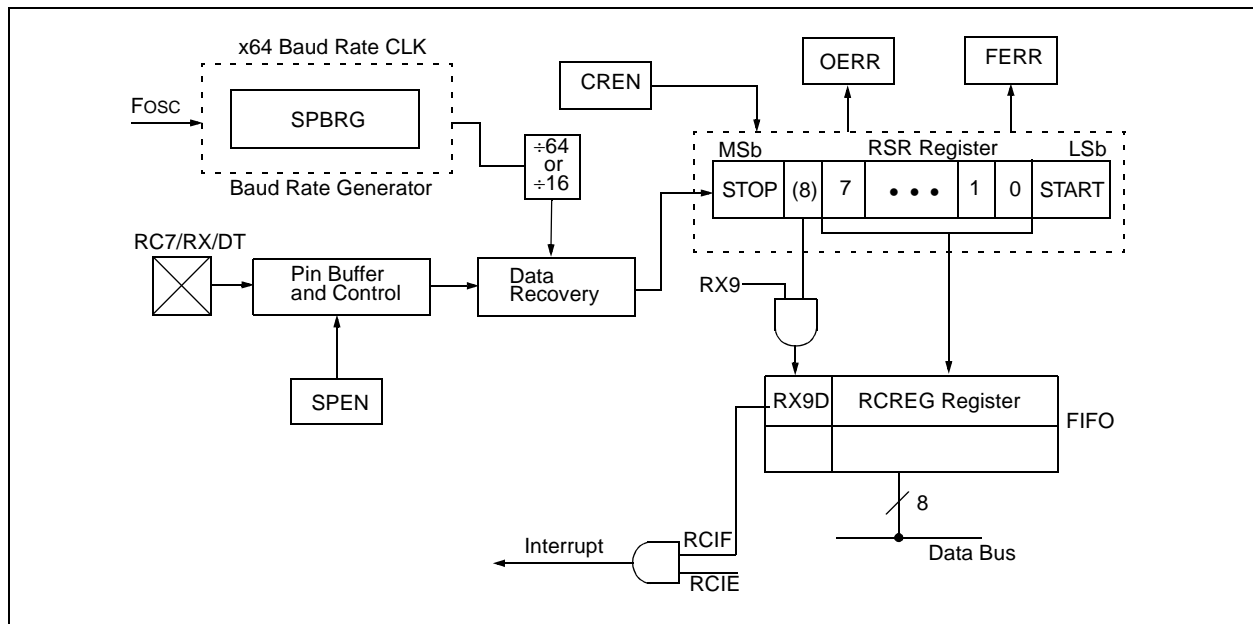 x64 Baud Rate CLK
FOSC
SPBRG
Baud Rate Generator
÷64
or
÷16
CREN
OERR
FERR
MSb
RSR Register
LSb
STOP
(8)
7
• • •
1
0
START
RC7/RX/DT
Pin Buffer
and Control
Data
Recovery
SPEN
RX9
RX9D
RCREG Register
FIFO
8
Data Bus
Interrupt
RCIF
RCIE